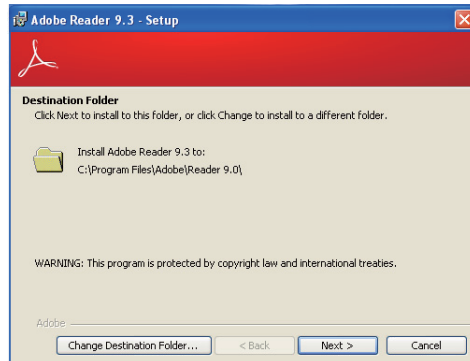 Adobe Reader 9.3 - Setup
Destination Folder
Click Next to install to this folder, or click Change to install to a different folder.
Install Adobe Reader 9.3 to:
C:\Program Files\Adobe\Reader 9.0\
WARNING: This program is protected by copyright law and international treaties.
Adobe
Change Destination Folder... < Back Next > Cancel